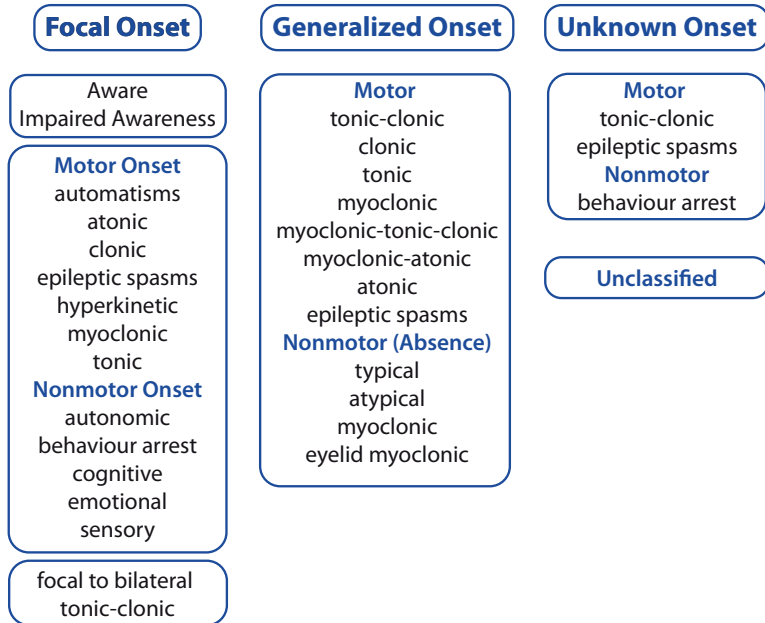 Focal Onset
Aware
Impaired Awareness
Motor Onset
automatisms
atonic
clonic
epileptic spasms
hyperkinetic
myoclonic
tonic
Nonmotor Onset
autonomic
behaviour arrest
cognitive
emotional
sensory
focal to bilateral
tonic-clonic
Generalized Onset
Motor
tonic-clonic
clonic
tonic
myoclonic
myoclonic-tonic-clonic
myoclonic-atonic
atonic
epileptic spasms
Nonmotor (Absence)
typical
atypical
myoclonic
eyelid myoclonic
Unknown Onset
Motor
tonic-clonic
epileptic spasms
Nonmotor
behaviour arrest
Unclassified